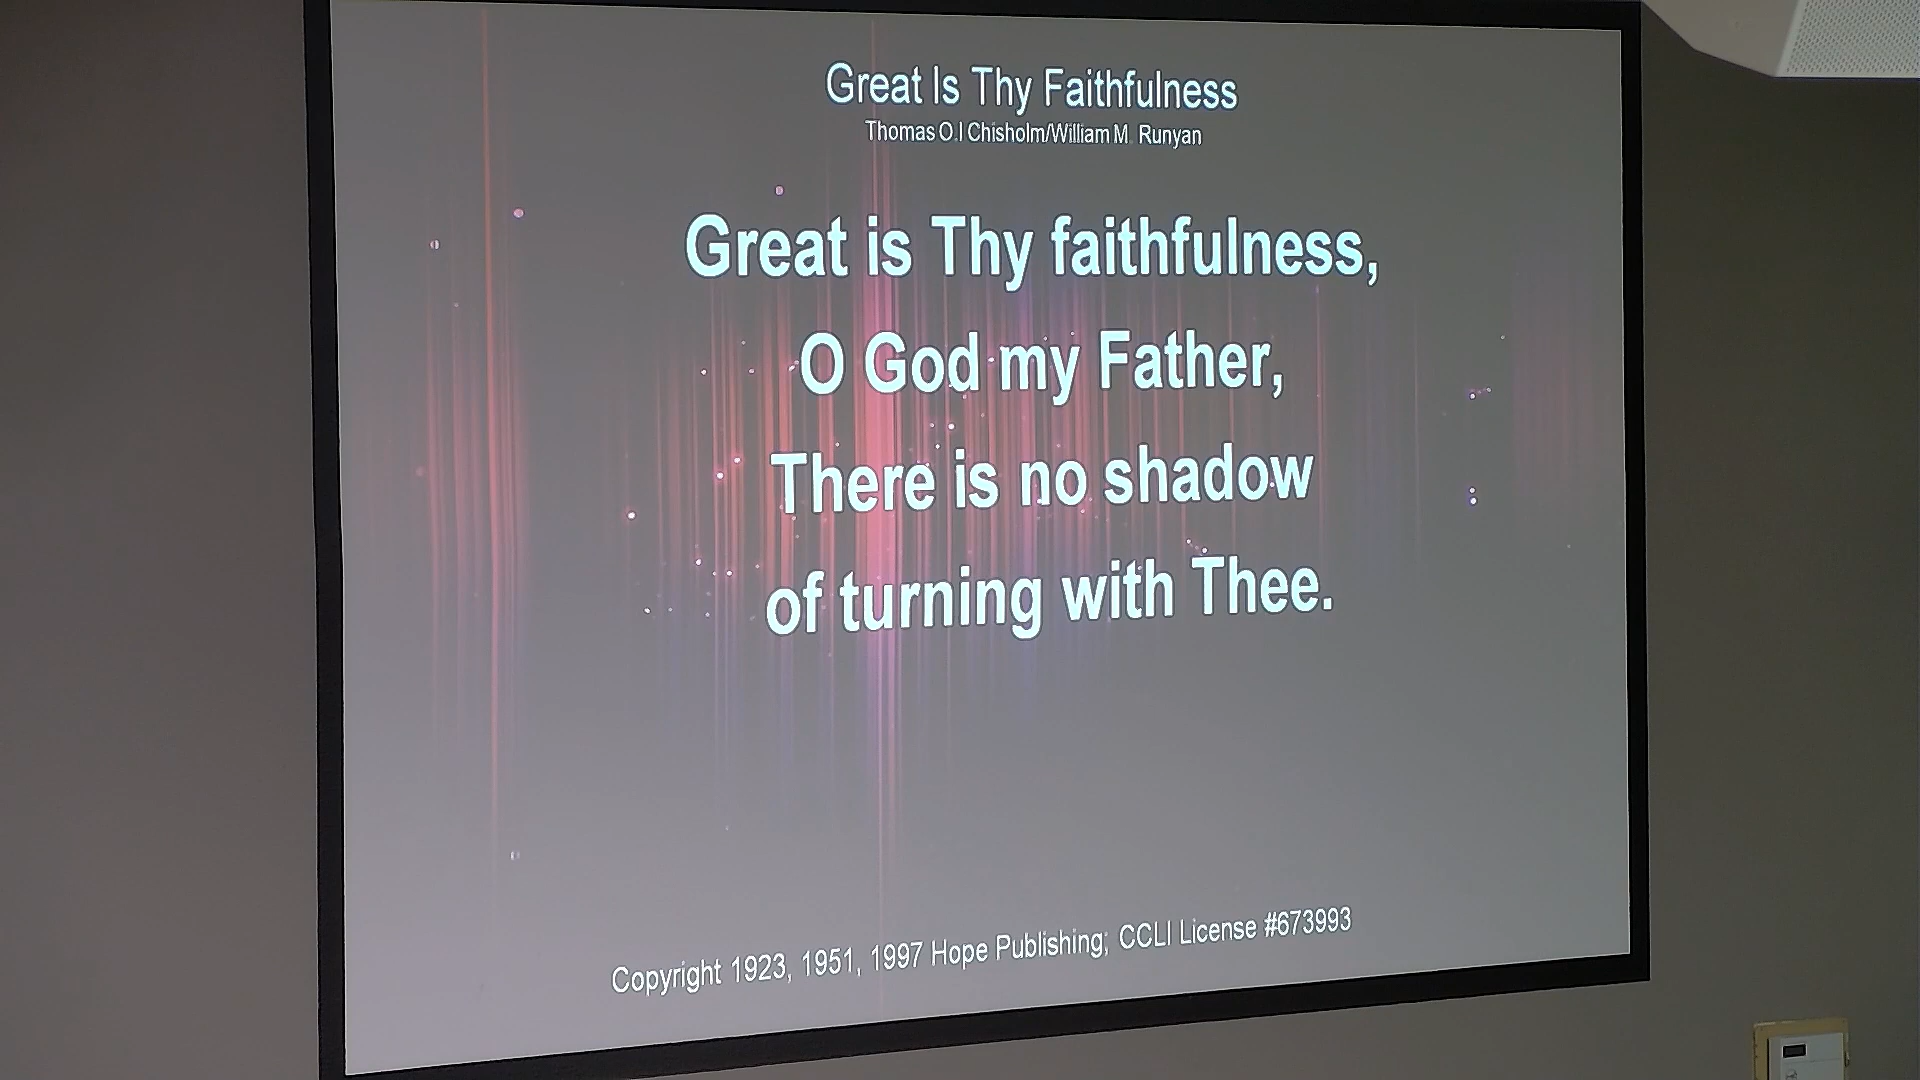 Great Is Thy Faithfulness
Thomas O.l Chisholm/William M. Runyan
Great is Thy faithfulness,
O God my Father,
There is no shadow
of turning with Thee.
Copyright 1923, 1951, 1997 Hope Publishing; CCLI License #673993